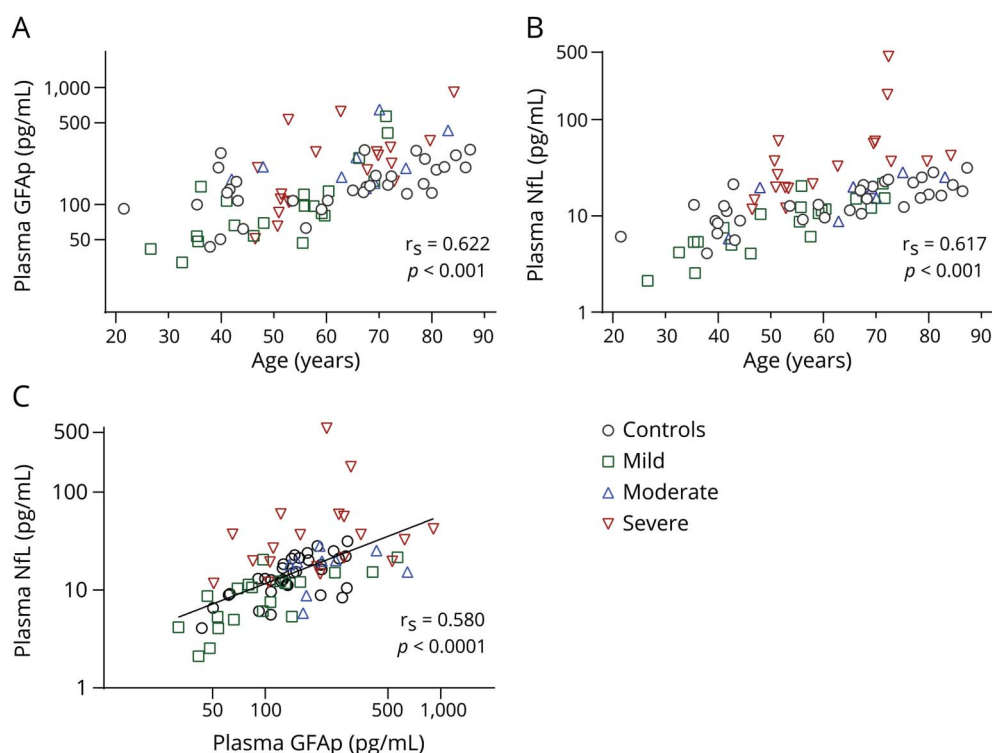 A
Plasma GFAp (pg/mL)
1,000
500
100
50
rs = 0.622
p < 0.001
20 30 40 50 60 70 80 90
Age (years)
B
Plasma NfL (pg/mL)
500
100
10
1
rs = 0.617
p < 0.001
20 30 40 50 60 70 80 90
Age (years)
C
Plasma NfL (pg/mL)
500
100
10
1
rs = 0.580
p < 0.0001
50 100 500 1,000
Plasma GFAp (pg/mL)
Controls
Mild
Moderate
Severe